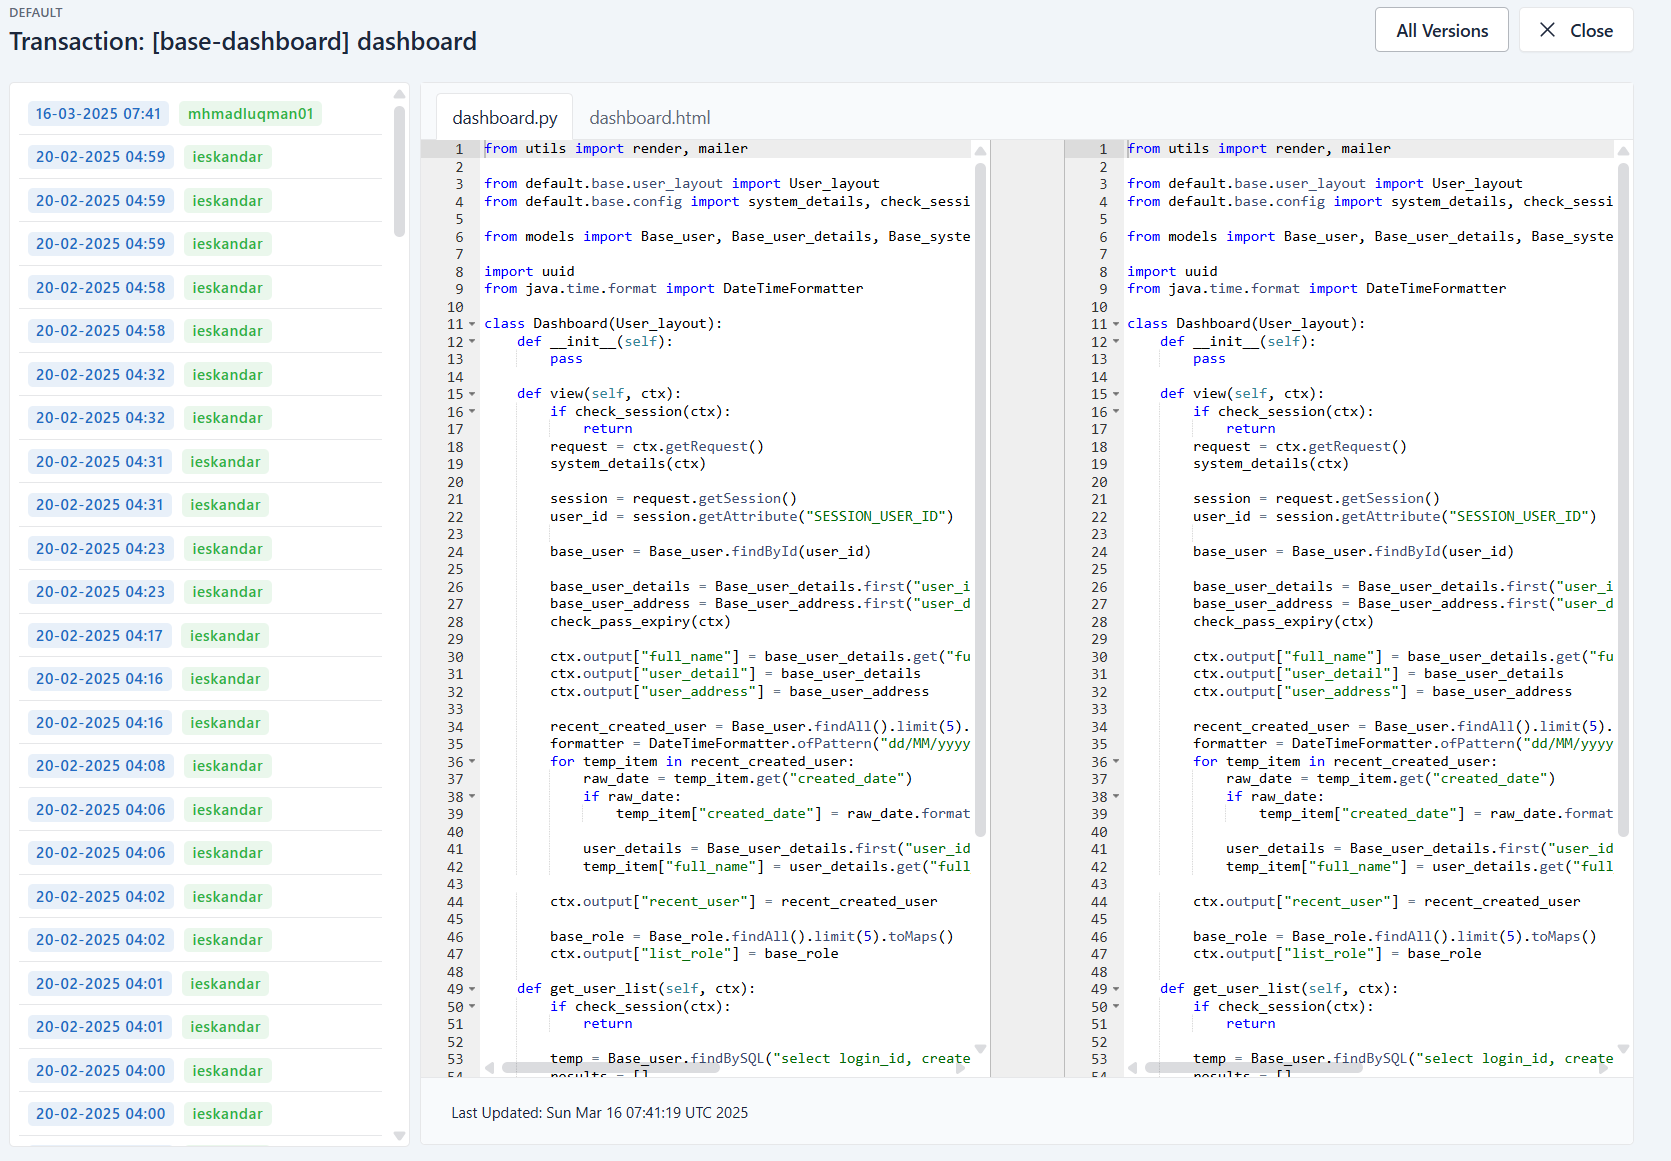 DEFAULT
Transaction: [base-dashboard] dashboard
All Versions
Close
16-03-2025 07:41 mhmadluqman01
20-02-2025 04:59 ieskandar
20-02-2025 04:59 ieskandar
20-02-2025 04:59 ieskandar
20-02-2025 04:58 ieskandar
20-02-2025 04:58 ieskandar
20-02-2025 04:32 ieskandar
20-02-2025 04:32 ieskandar
20-02-2025 04:31 ieskandar
20-02-2025 04:31 ieskandar
20-02-2025 04:23 ieskandar
20-02-2025 04:23 ieskandar
20-02-2025 04:17 ieskandar
20-02-2025 04:16 ieskandar
20-02-2025 04:16 ieskandar
20-02-2025 04:08 ieskandar
20-02-2025 04:06 ieskandar
20-02-2025 04:06 ieskandar
20-02-2025 04:02 ieskandar
20-02-2025 04:02 ieskandar
20-02-2025 04:01 ieskandar
20-02-2025 04:01 ieskandar
20-02-2025 04:00 ieskandar
20-02-2025 04:00 ieskandar
dashboard.py dashboard.html
1 from utils import render, mailer
2
3 from default.base.user_layout import User_layout
4 from default.base.config import system_details, check_sessi
5
6 from models import Base_user, Base_user_details, Base_syste
7
8 import uuid
9 from java.time.format import DateTimeFormatter
10
11 class Dashboard(User_layout):
12 def __init__(self):
13 pass
14
15 def view(self, ctx):
16 if check_session(ctx):
17 return
18 request = ctx.getRequest()
19 system_details(ctx)
20
21 session = request.getSession()
22 user_id = session.getAttribute("SESSION_USER_ID")
23
24 base_user = Base_user.findById(user_id)
25
26 base_user_details = Base_user_details.first("user_i
27 base_user_address = Base_user_address.first("user_d
28 check_pass_expiry(ctx)
29
30 ctx.output["full_name"] = base_user_details.get("fu
31 ctx.output["user_detail"] = base_user_details
32 ctx.output["user_address"] = base_user_address
33
34 recent_created_user = Base_user.findAll().limit(5).
35 formatter = DateTimeFormatter.ofPattern("dd/MM/yyyy
36 for temp_item in recent_created_user:
37 raw_date = temp_item.get("created_date")
38 if raw_date:
39 temp_item["created_date"] = raw_date.format
40
41 user_details = Base_user_details.first("user_id
42 temp_item["full_name"] = user_details.get("full
43
44 ctx.output["recent_user"] = recent_created_user
45
46 base_role = Base_role.findAll().limit(5).toMaps()
47 ctx.output["list_role"] = base_role
48
49 def get_user_list(self, ctx):
50 if check_session(ctx):
51 return
52
53 temp = Base_user.findBySQL("select login_id, create
54 results = []
1 from utils import render, mailer
2
3 from default.base.user_layout import User_layout
4 from default.base.config import system_details, check_sessi
5
6 from models import Base_user, Base_user_details, Base_syste
7
8 import uuid
9 from java.time.format import DateTimeFormatter
10
11 class Dashboard(User_layout):
12 def __init__(self):
13 pass
14
15 def view(self, ctx):
16 if check_session(ctx):
17 return
18 request = ctx.getRequest()
19 system_details(ctx)
20
21 session = request.getSession()
22 user_id = session.getAttribute("SESSION_USER_ID")
23
24 base_user = Base_user.findById(user_id)
25
26 base_user_details = Base_user_details.first("user_i
27 base_user_address = Base_user_address.first("user_d
28 check_pass_expiry(ctx)
29
30 ctx.output["full_name"] = base_user_details.get("fu
31 ctx.output["user_detail"] = base_user_details
32 ctx.output["user_address"] = base_user_address
33
34 recent_created_user = Base_user.findAll().limit(5).
35 formatter = DateTimeFormatter.ofPattern("dd/MM/yyyy
36 for temp_item in recent_created_user:
37 raw_date = temp_item.get("created_date")
38 if raw_date:
39 temp_item["created_date"] = raw_date.format
40
41 user_details = Base_user_details.first("user_id
42 temp_item["full_name"] = user_details.get("full
43
44 ctx.output["recent_user"] = recent_created_user
45
46 base_role = Base_role.findAll().limit(5).toMaps()
47 ctx.output["list_role"] = base_role
48
49 def get_user_list(self, ctx):
50 if check_session(ctx):
51 return
52
53 temp = Base_user.findBySQL("select login_id, create
54 results = []
Last Updated: Sun Mar 16 07:41:19 UTC 2025